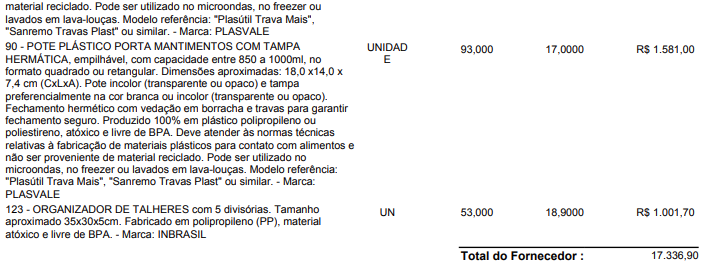 material reciclado. Pode ser utilizado no microondas, no freezer ou
lavados em lava-louças. Modelo referência: "Plasútil Trava Mais",
"Sanremo Travas Plast" ou similar. - Marca: PLASVALE
90 - POTE PLÁSTICO PORTA MANTIMENTOS COM TAMPA UNIDAD 93,000 17,0000 R$ 1.581,00
HERMÁTICA, empilhável, com capacidade entre 850 a 1000ml, no E
formato quadrado ou retangular. Dimensões aproximadas: 18,0 x14,0 x
7,4 cm (CxLxA). Pote incolor (transparente ou opaco) e tampa
preferencialmente na cor branca ou incolor (transparente ou opaco).
Fechamento hermético com vedação em borracha e travas para garantir
fechamento seguro. Produzido 100% em plástico polipropileno ou
poliestireno, atóxico e livre de BPA. Deve atender às normas técnicas
relativas à fabricação de materiais plásticos para contato com alimentos e
não ser proveniente de material reciclado. Pode ser utilizado no
microondas, no freezer ou lavados em lava-louças. Modelo referência:
"Plasútil Trava Mais", "Sanremo Travas Plast" ou similar. - Marca:
PLASVALE
123 - ORGANIZADOR DE TALHERES com 5 divisórias. Tamanho UN 53,000 18,9000 R$ 1.001,70
aproximado 35x30x5cm. Fabricado em polipropileno (PP), material
atóxico e livre de BPA. - Marca: INBRASIL
Total do Fornecedor : 17.336,90